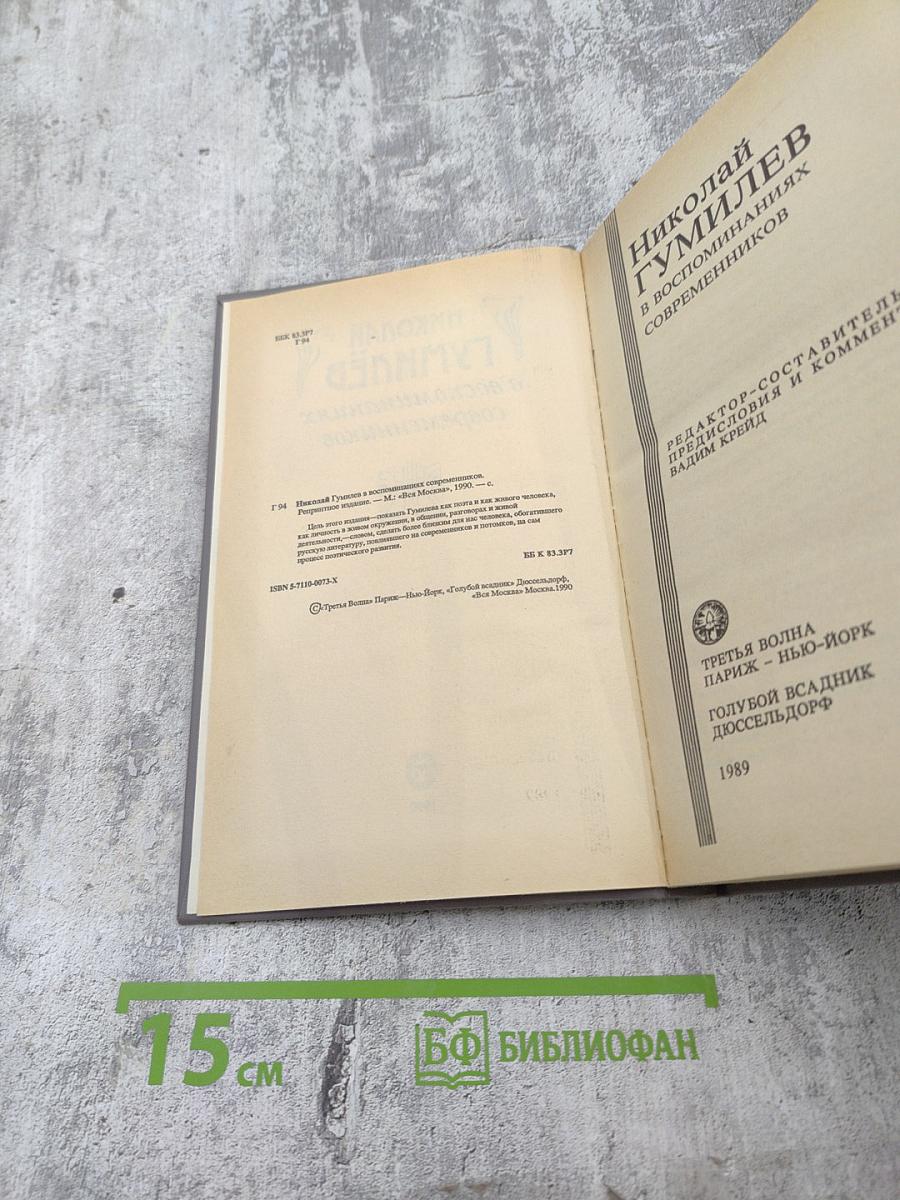 ББК 83.3Р7
Г 94
Г 94 Николай Гумилев в воспоминаниях современников.
Репринтное издание. — М.: «Вся Москва», 1990. — с.
Цель этого издания—показать Гумилева как поэта и как живого человека,
как личность в живом окружении, в общении, разговорах и живой
деятельности,—словом, сделать более близким для нас человека, обогатившего
русскую литературу, повлиявшего на современников и потомков, на сам
процесс поэтического развития.
ББ К 83.3Р7
ISBN 5-7110-0073-X
© «Третья Волна» Париж—Нью-Йорк, «Голубой всадник» Дюссельдорф,
«Вся Москва» Москва.1990
Николай
ГУМИЛЕВ
В ВОСПОМИНАНИЯХ
СОВРЕМЕННИКОВ
РЕДАКТОР-СОСТАВИТЕЛЬ
ПРЕДИСЛОВИЯ И КОММЕНТ
ВАДИМ КРЕЙД
ТРЕТЬЯ ВОЛНА
ПАРИЖ – НЬЮ-ЙОРК
ГОЛУБОЙ ВСАДНИК
ДЮССЕЛЬДОРФ
1989
15 см
БФ БИБЛИОФАН